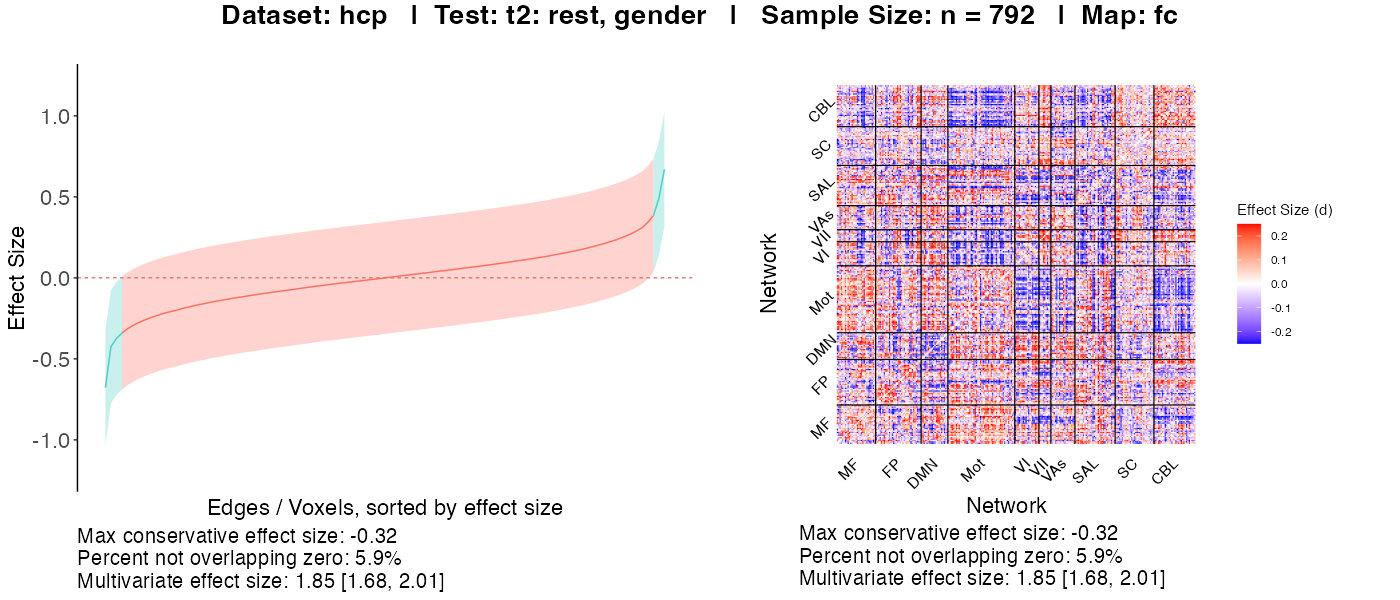 Dataset: hcp | Test: t2: rest, gender | Sample Size: n = 792 | Map: fc
Effect Size
1.0
0.5
0.0
-0.5
-1.0
Edges / Voxels, sorted by effect size
Max conservative effect size: -0.32
Percent not overlapping zero: 5.9%
Multivariate effect size: 1.85 [1.68, 2.01]
Network
CBL
SC
SAL
VAs
VII
VI
Mot
DMN
FP
MF
MF
FP
DMN
Mot
VI
VII
VAs
SAL
SC
CBL
Network
Max conservative effect size: -0.32
Percent not overlapping zero: 5.9%
Multivariate effect size: 1.85 [1.68, 2.01]
Effect Size (d)
0.2
0.1
0.0
-0.1
-0.2